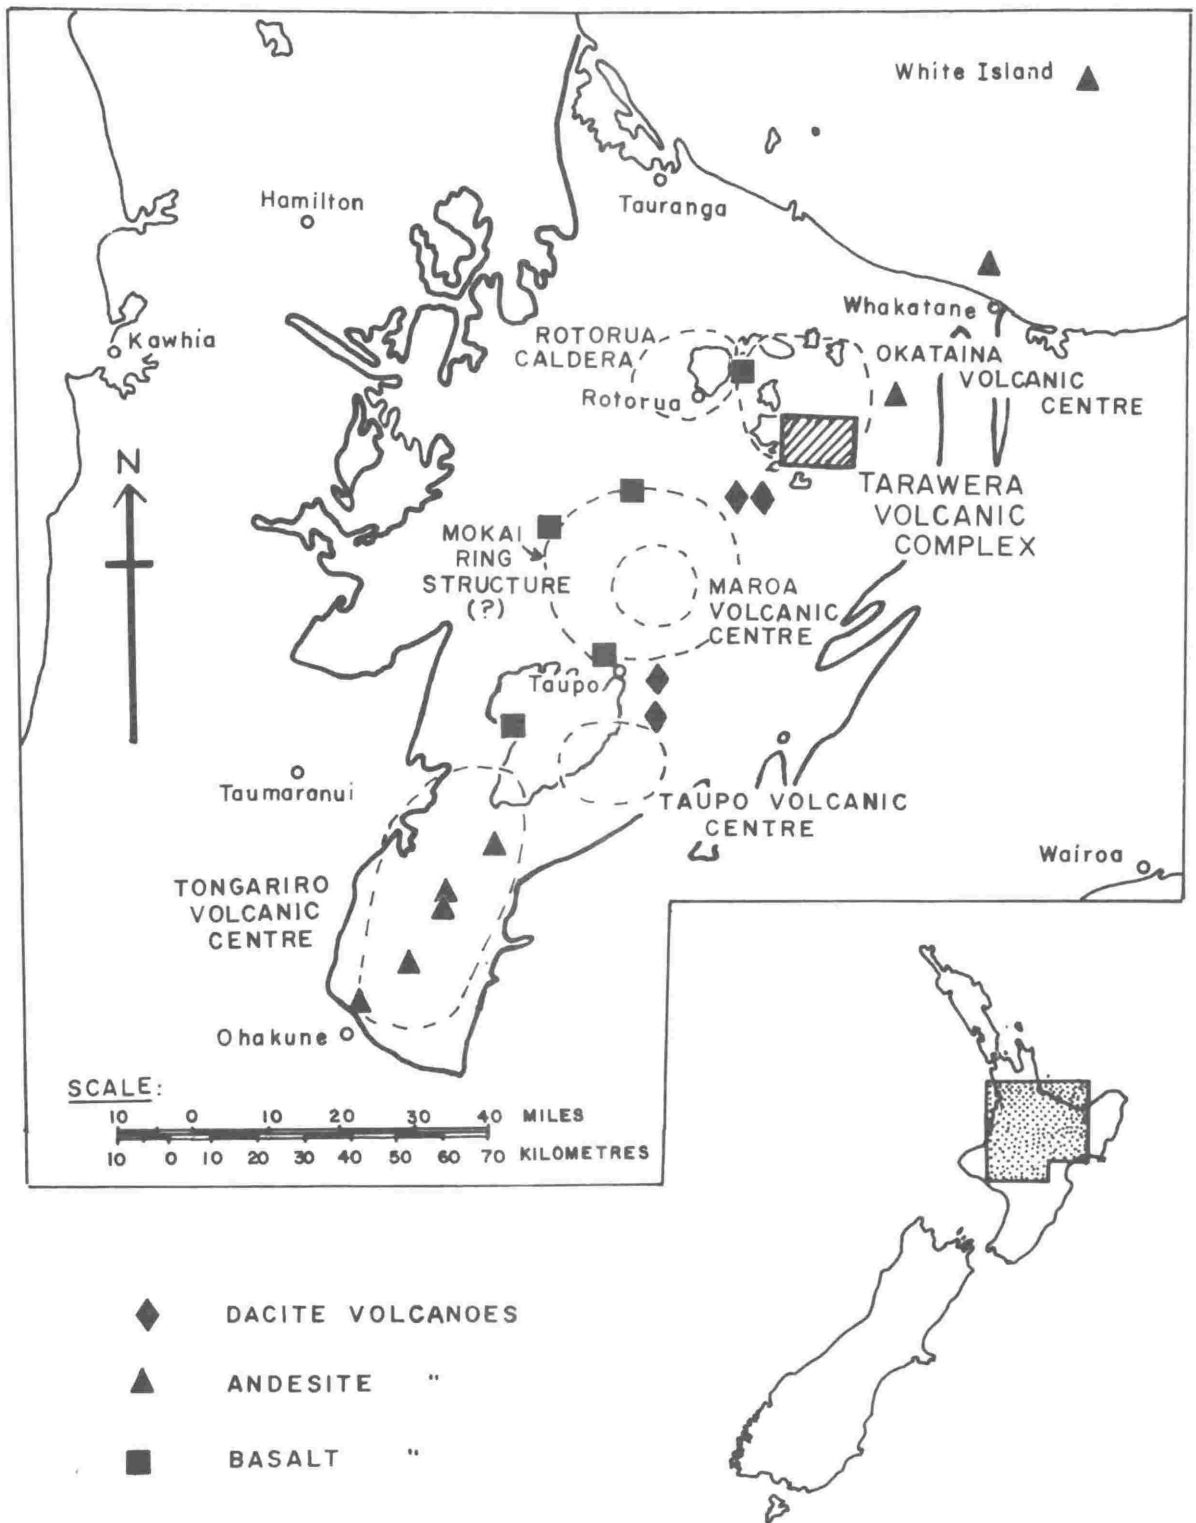 White Island
Hamilton
Tauranga
Whakatane
Kawhia
ROTORUA
CALDERA
Rotorua
OKATAINA
VOLCANIC
CENTRE
N
TARAWERA
VOLCANIC
COMPLEX
MOKAI
RING
STRUCTURE
(?)
MAROA
VOLCANIC
CENTRE
Taupo
Taumaranui
TAUPO VOLCANIC
CENTRE
Wairoa
TONGARIRO
VOLCANIC
CENTRE
Ohakune
SCALE:
10 0 10 20 30 40 MILES
10 0 10 20 30 40 50 60 70 KILOMETRES
DACITE VOLCANOES
ANDESITE "
BASALT "